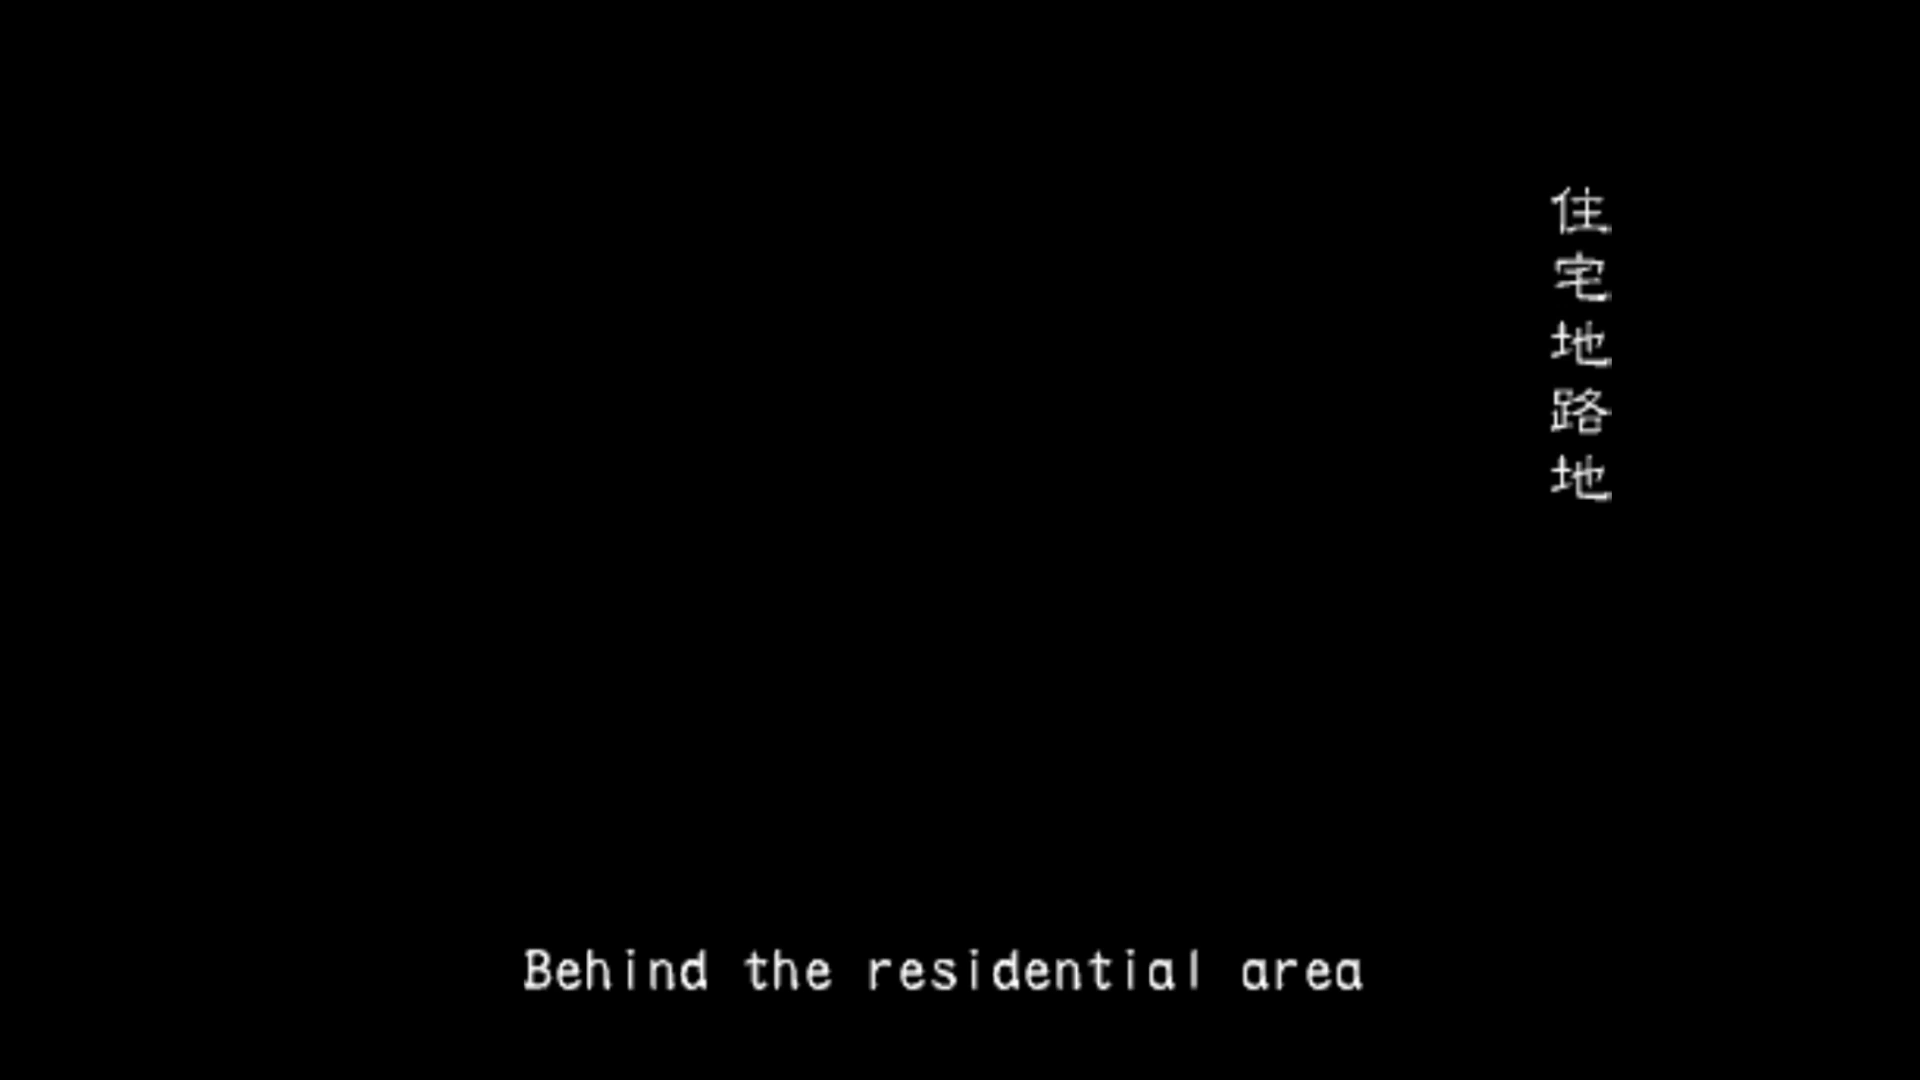 住宅地路地
Behind the residential area